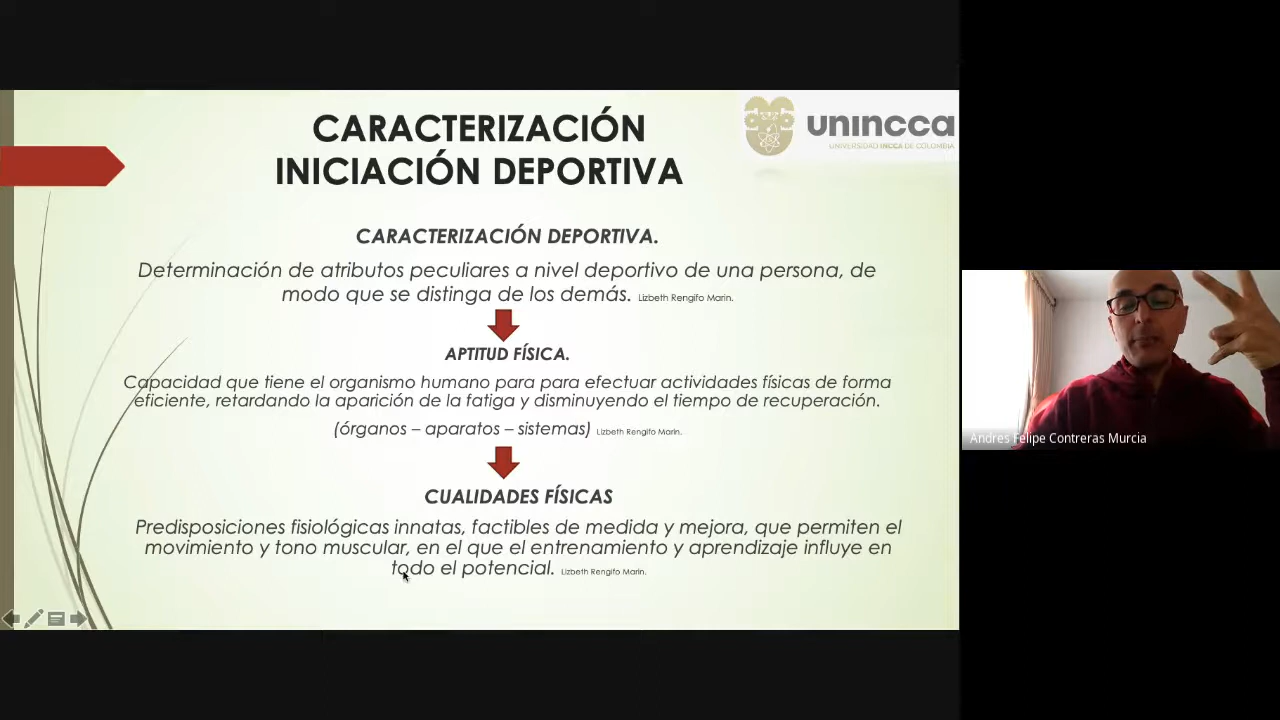 CARACTERIZACIÓN
INICIACIÓN DEPORTIVA
unincca
UNIVERSIDAD INCCA DE COLOMBIA
CARACTERIZACIÓN DEPORTIVA.
Determinación de atributos peculiares a nivel deportivo de una persona, de
modo que se distinga de los demás. Lizbeth Rengifo Marin.
APTITUD FÍSICA.
Capacidad que tiene el organismo humano para para efectuar actividades físicas de forma
eficiente, retardando la aparición de la fatiga y disminuyendo el tiempo de recuperación.
(órganos – aparatos – sistemas) Lizbeth Rengifo Marin.
CUALIDADES FÍSICAS
Predisposiciones fisiológicas innatas, factibles de medida y mejora, que permiten el
movimiento y tono muscular, en el que el entrenamiento y aprendizaje influye en
todo el potencial. Lizbeth Rengifo Marin.
Andres Felipe Contreras Murcia